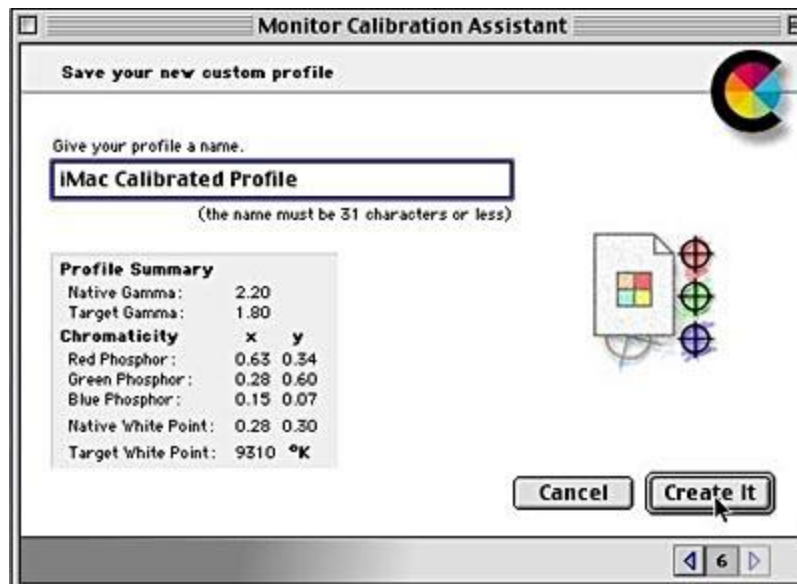 Monitor Calibration Assistant
Save your new custom profile
Give your profile a name.
iMac Calibrated Profile
(the name must be 31 characters or less)
Profile Summary
Native Gamma: 2.20
Target Gamma: 1.80
Chromaticity x y
Red Phosphor: 0.63 0.34
Green Phosphor: 0.28 0.60
Blue Phosphor: 0.15 0.07
Native White Point: 0.28 0.30
Target White Point: 9310 °K
Cancel Create It
6